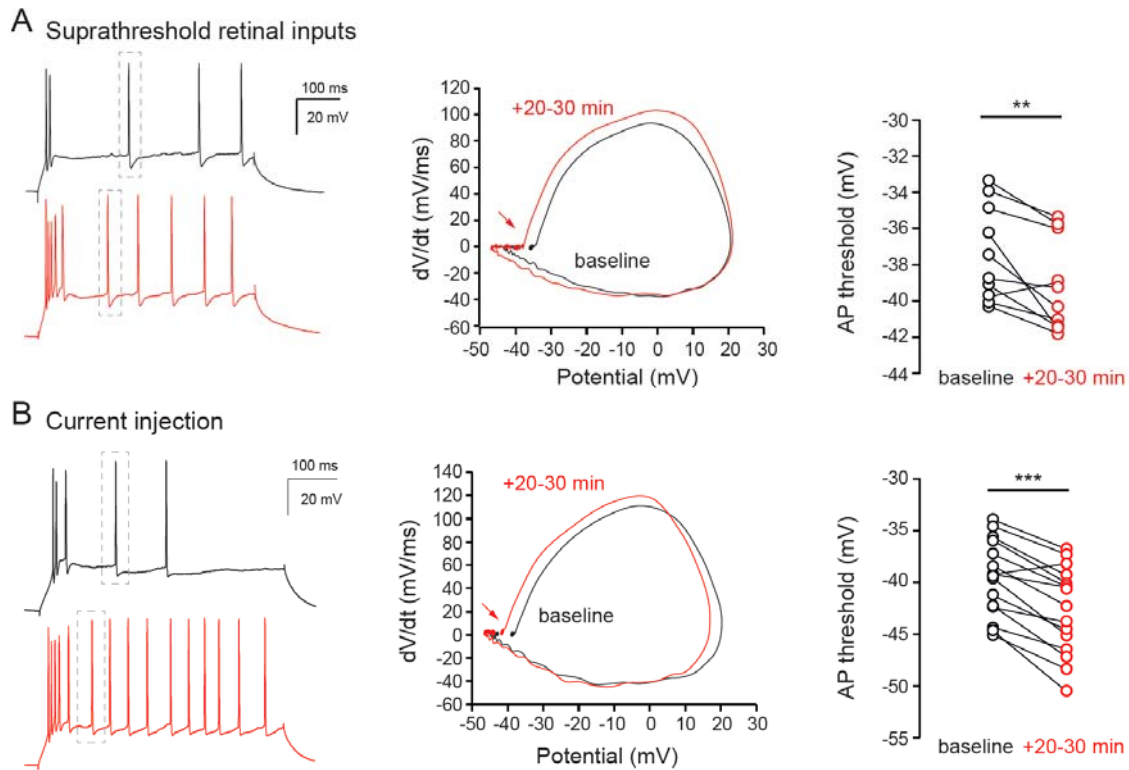 A
Suprathreshold retinal inputs
100 ms
20 mV
dV/dt (mV/ms)
120
100
80
60
40
20
0
-20
-40
-60
+20-30 min
baseline
-50 -40 -30 -20 -10 0 10 20 30
Potential (mV)
AP threshold (mV)
**
-30
-32
-34
-36
-38
-40
-42
-44
baseline +20-30 min
B
Current injection
100 ms
20 mV
dV/dt (mV/ms)
140
120
100
80
60
40
20
0
-20
-40
-60
+20-30 min
baseline
-50 -40 -30 -20 -10 0 10 20 30
Potential (mV)
AP threshold (mV)
***
-30
-35
-40
-45
-50
-55
baseline +20-30 min